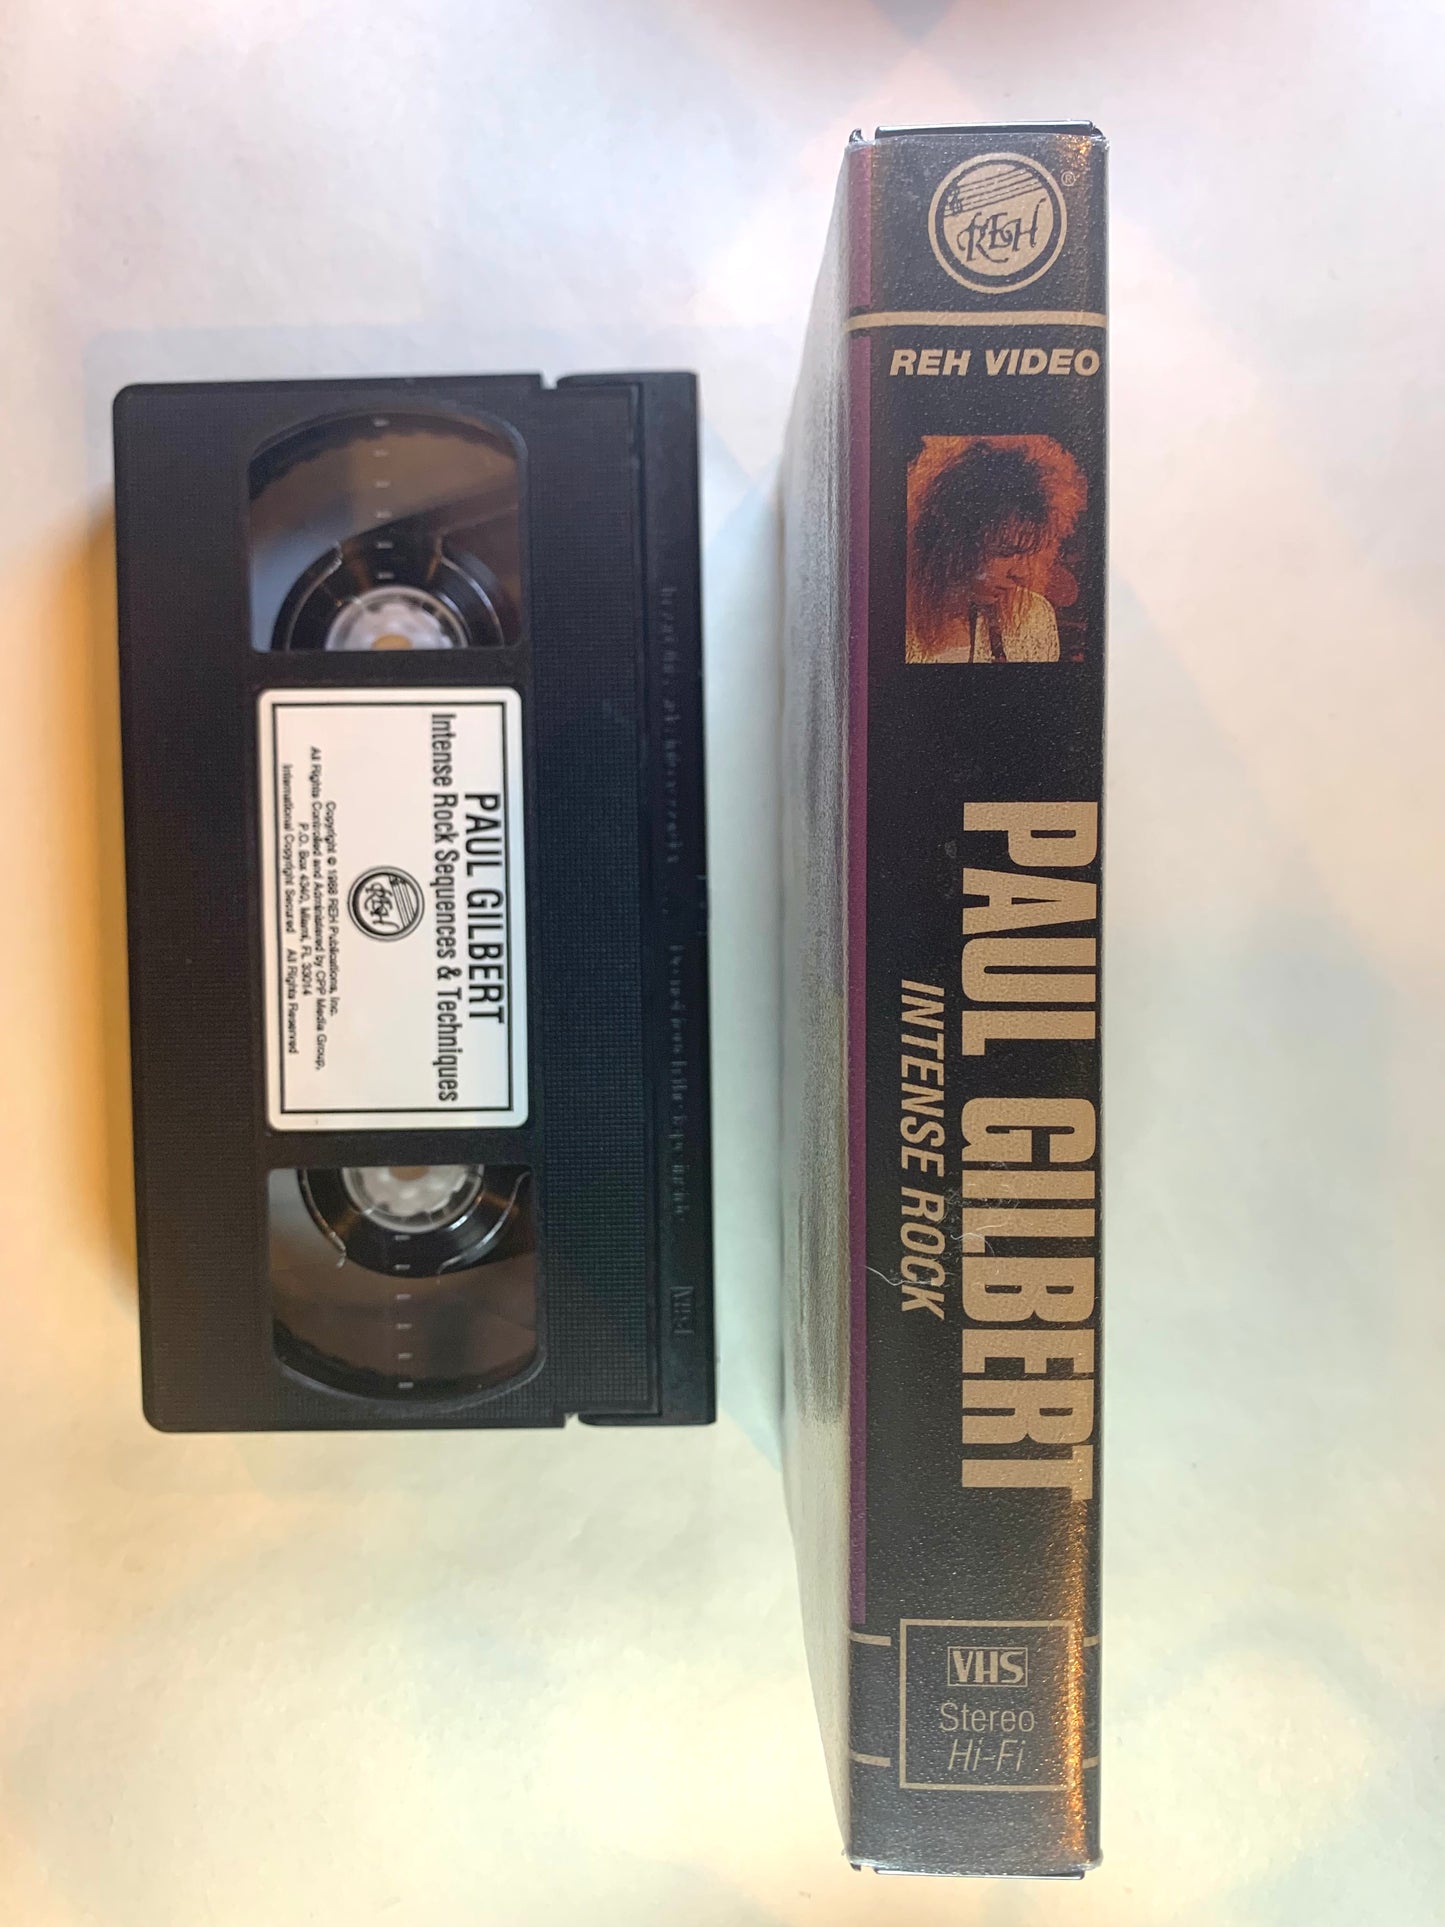 PAUL GILBERT
Intense Rock Sequences & Techniques
REH
Copyright © 1988 REH Publications, Inc.
All Rights Controlled and Administered by CPP Media Group,
P.O. Box 4340, Miami, FL 33014
International Copyright Secured All Rights Reserved
VHS
REH
®
REH VIDEO
PAUL GILBERT
INTENSE ROCK
VHS
Stereo
Hi-Fi